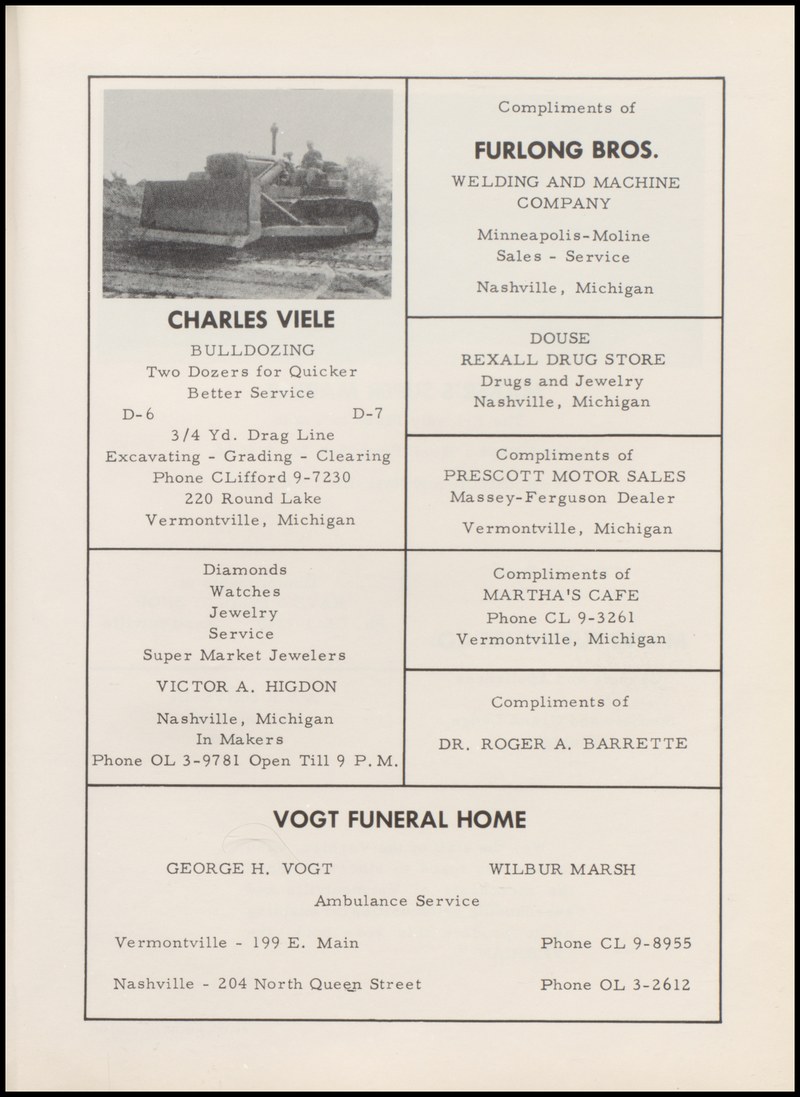 CHARLES VIELE
BULLDOZING
Two Dozers for Quicker
Better Service
D-6 D-7
3/4 Yd. Drag Line
Excavating - Grading - Clearing
Phone CLifford 9-7230
220 Round Lake
Vermontville, Michigan
Diamonds
Watches
Jewelry
Service
Super Market Jewelers
VICTOR A. HIGDON
Nashville, Michigan
In Makers
Phone OL 3-9781 Open Till 9 P.M.
Compliments of
FURLONG BROS.
WELDING AND MACHINE
COMPANY
Minneapolis-Moline
Sales - Service
Nashville, Michigan
DOUSE
REXALL DRUG STORE
Drugs and Jewelry
Nashville, Michigan
Compliments of
PRESCOTT MOTOR SALES
Massey-Ferguson Dealer
Vermontville, Michigan
Compliments of
MARTHA'S CAFE
Phone CL 9-3261
Vermontville, Michigan
Compliments of
DR. ROGER A. BARRETTE
VOGT FUNERAL HOME
GEORGE H. VOGT WILBUR MARSH
Ambulance Service
Vermontville - 199 E. Main Phone CL 9-8955
Nashville - 204 North Queen Street Phone OL 3-2612